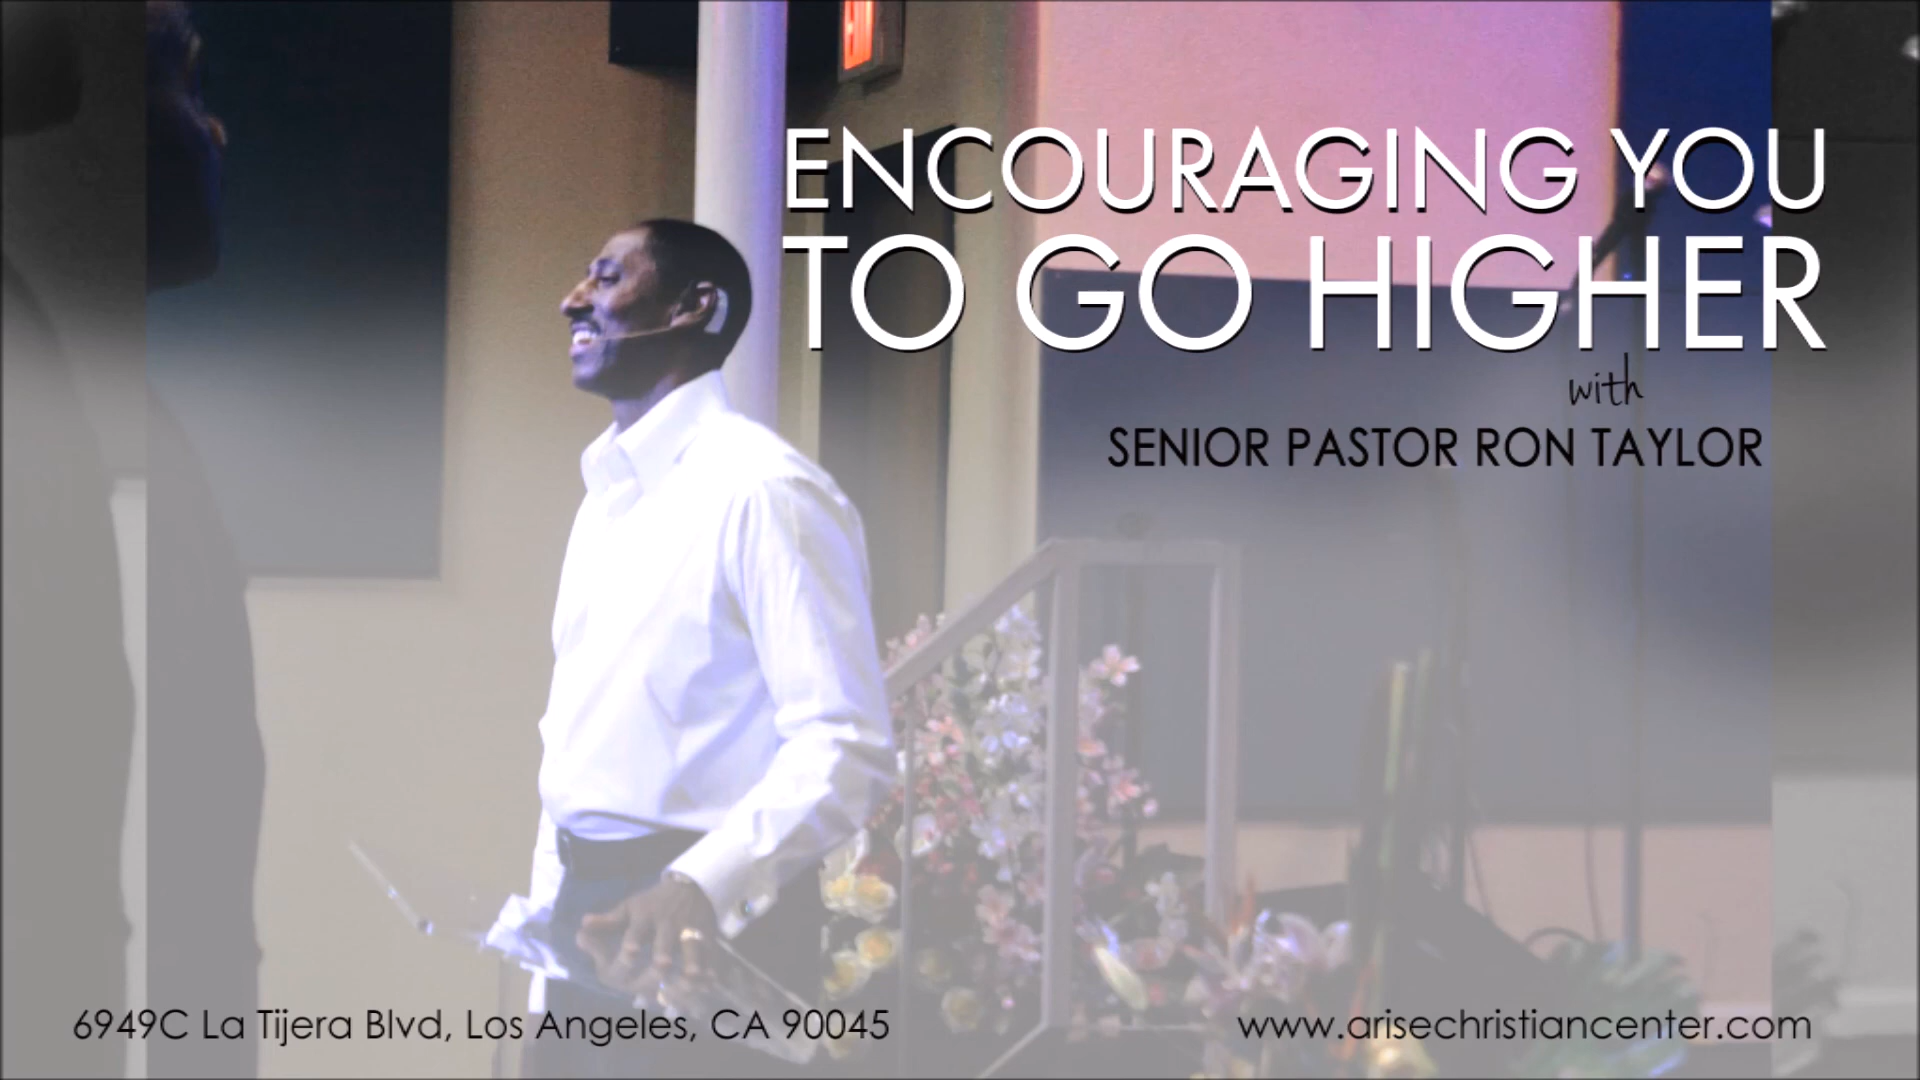 ENCOURAGING YOU
TO GO HIGHER
with
SENIOR PASTOR RON TAYLOR
6949C La Tijera Blvd, Los Angeles, CA 90045
www.arisechristiancenter.com